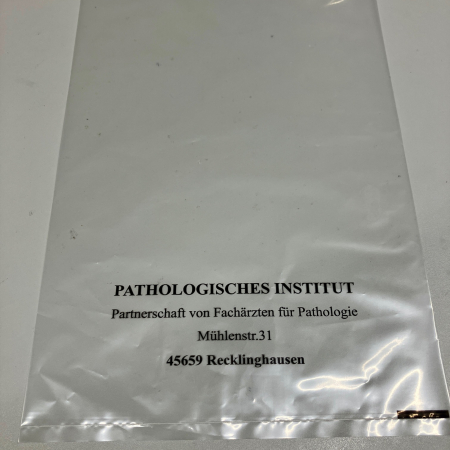 PATHOLOGISCHES INSTITUT
Partnerschaft von Fachärzten für Pathologie
Mühlenstr.31
45659 Recklinghausen